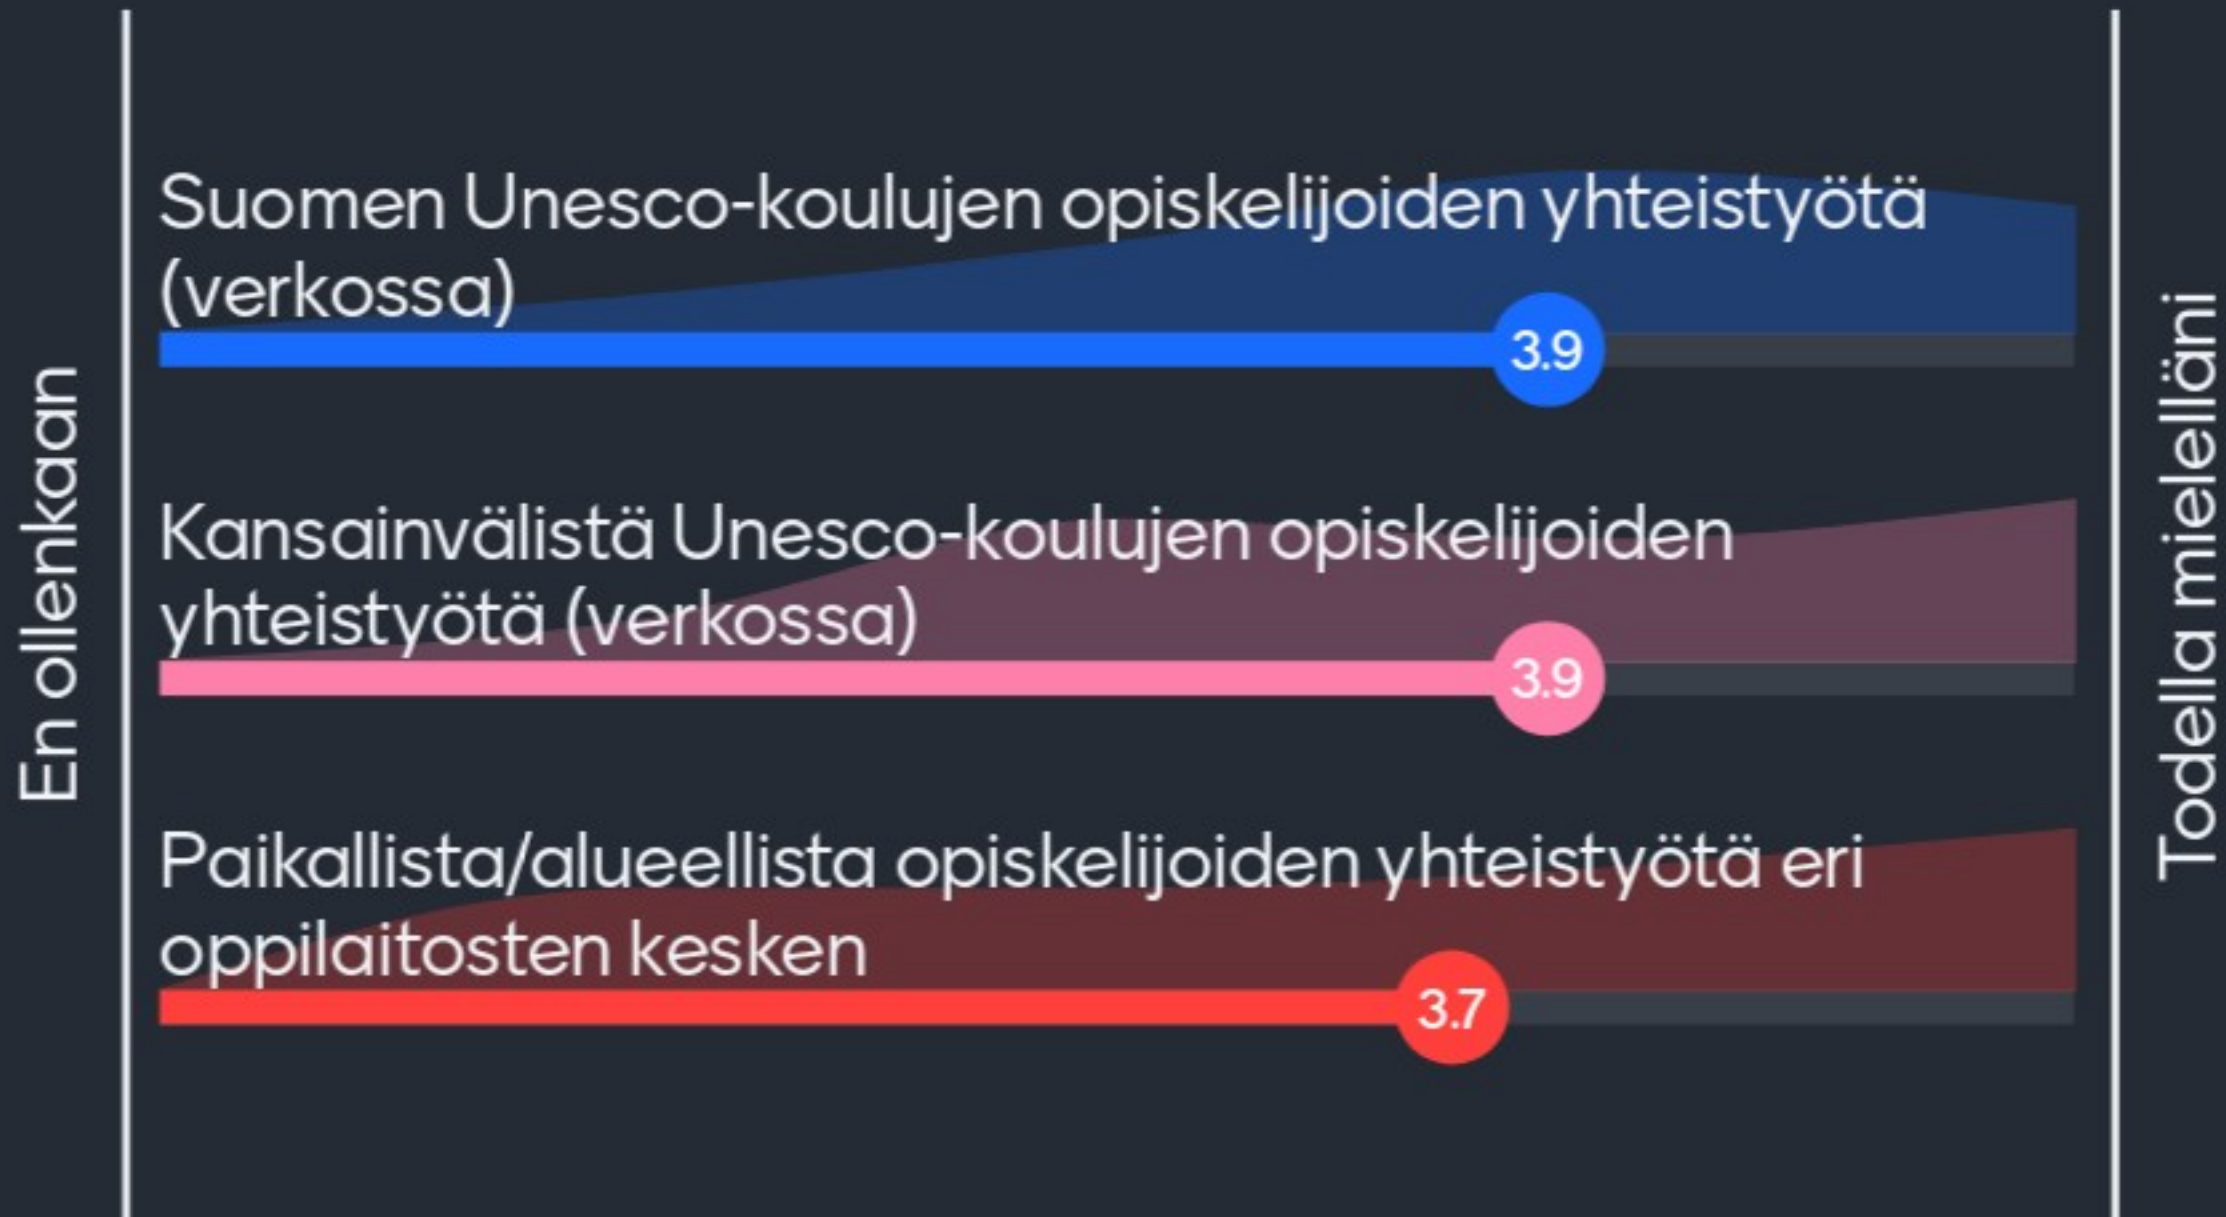 En ollenkaan
Suomen Unesco-koulujen opiskelijoiden yhteistyötä
(verkossa)
3.9
Kansainvälistä Unesco-koulujen opiskelijoiden
yhteistyötä (verkossa)
3.9
Paikallista/alueellista opiskelijoiden yhteistyötä eri
oppilaitosten kesken
3.7
Todella mielelläni